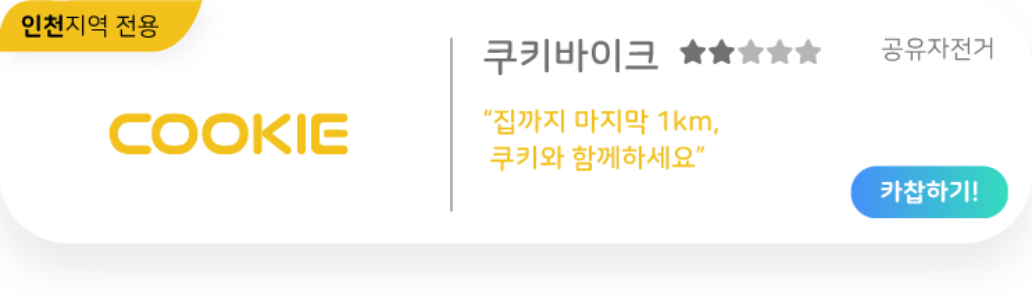 인천지역 전용
COOKIE
쿠키바이크 ★★★★★
공유자전거
“집까지 마지막 1km,
쿠키와 함께하세요”
카찹하기!